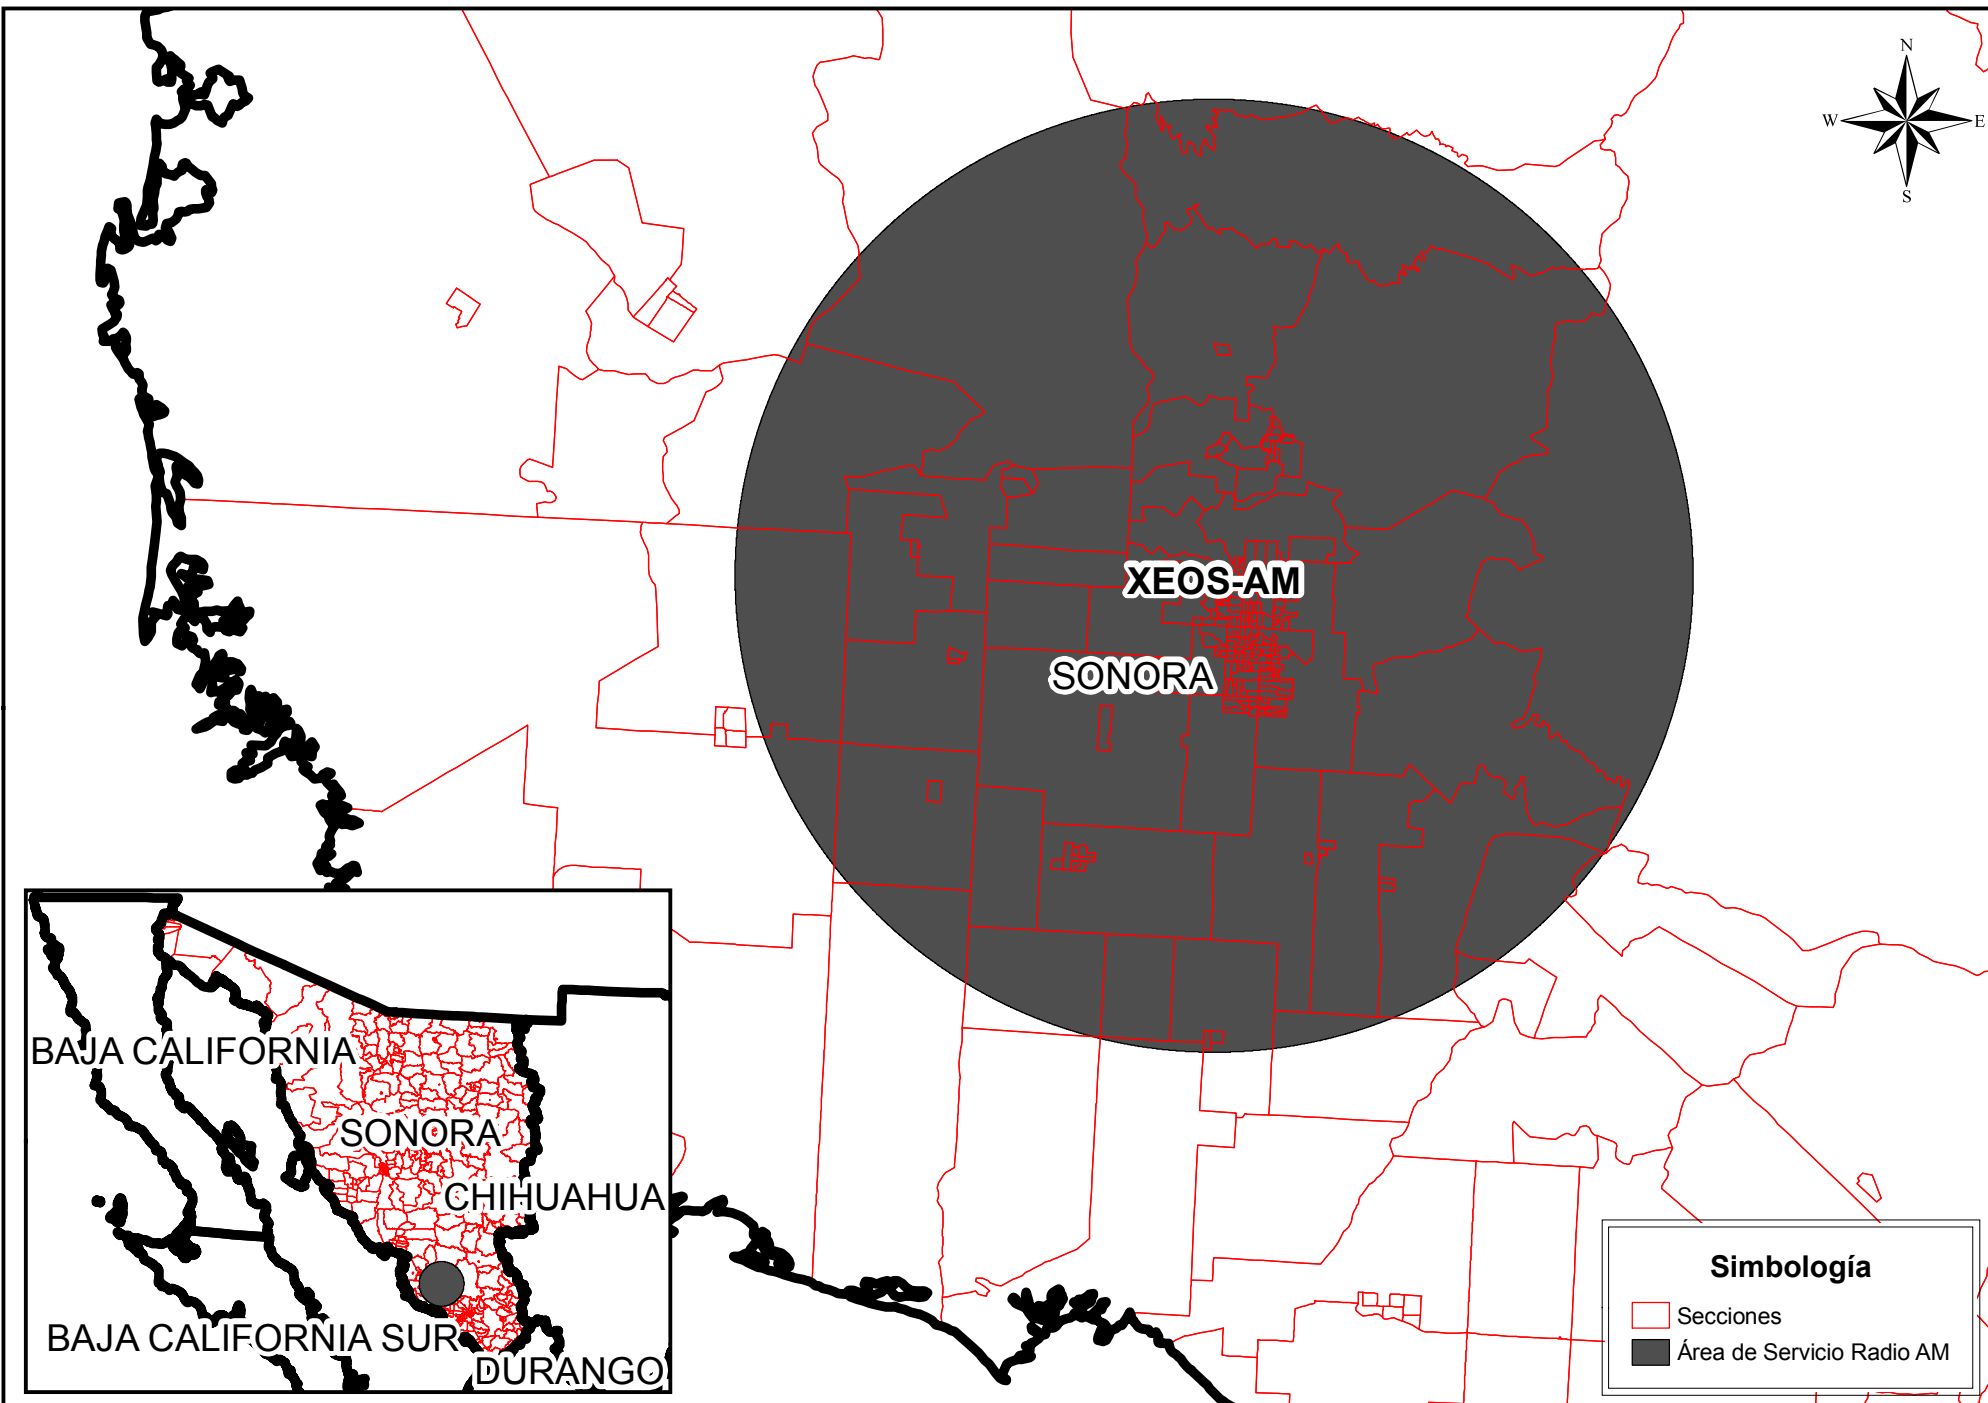 N
W
E
S
XEOS-AM
SONORA
BAJA CALIFORNIA
SONORA
CHIHUAHUA
BAJA CALIFORNIA SUR
DURANGO
Simbología
Secciones
Área de Servicio Radio AM